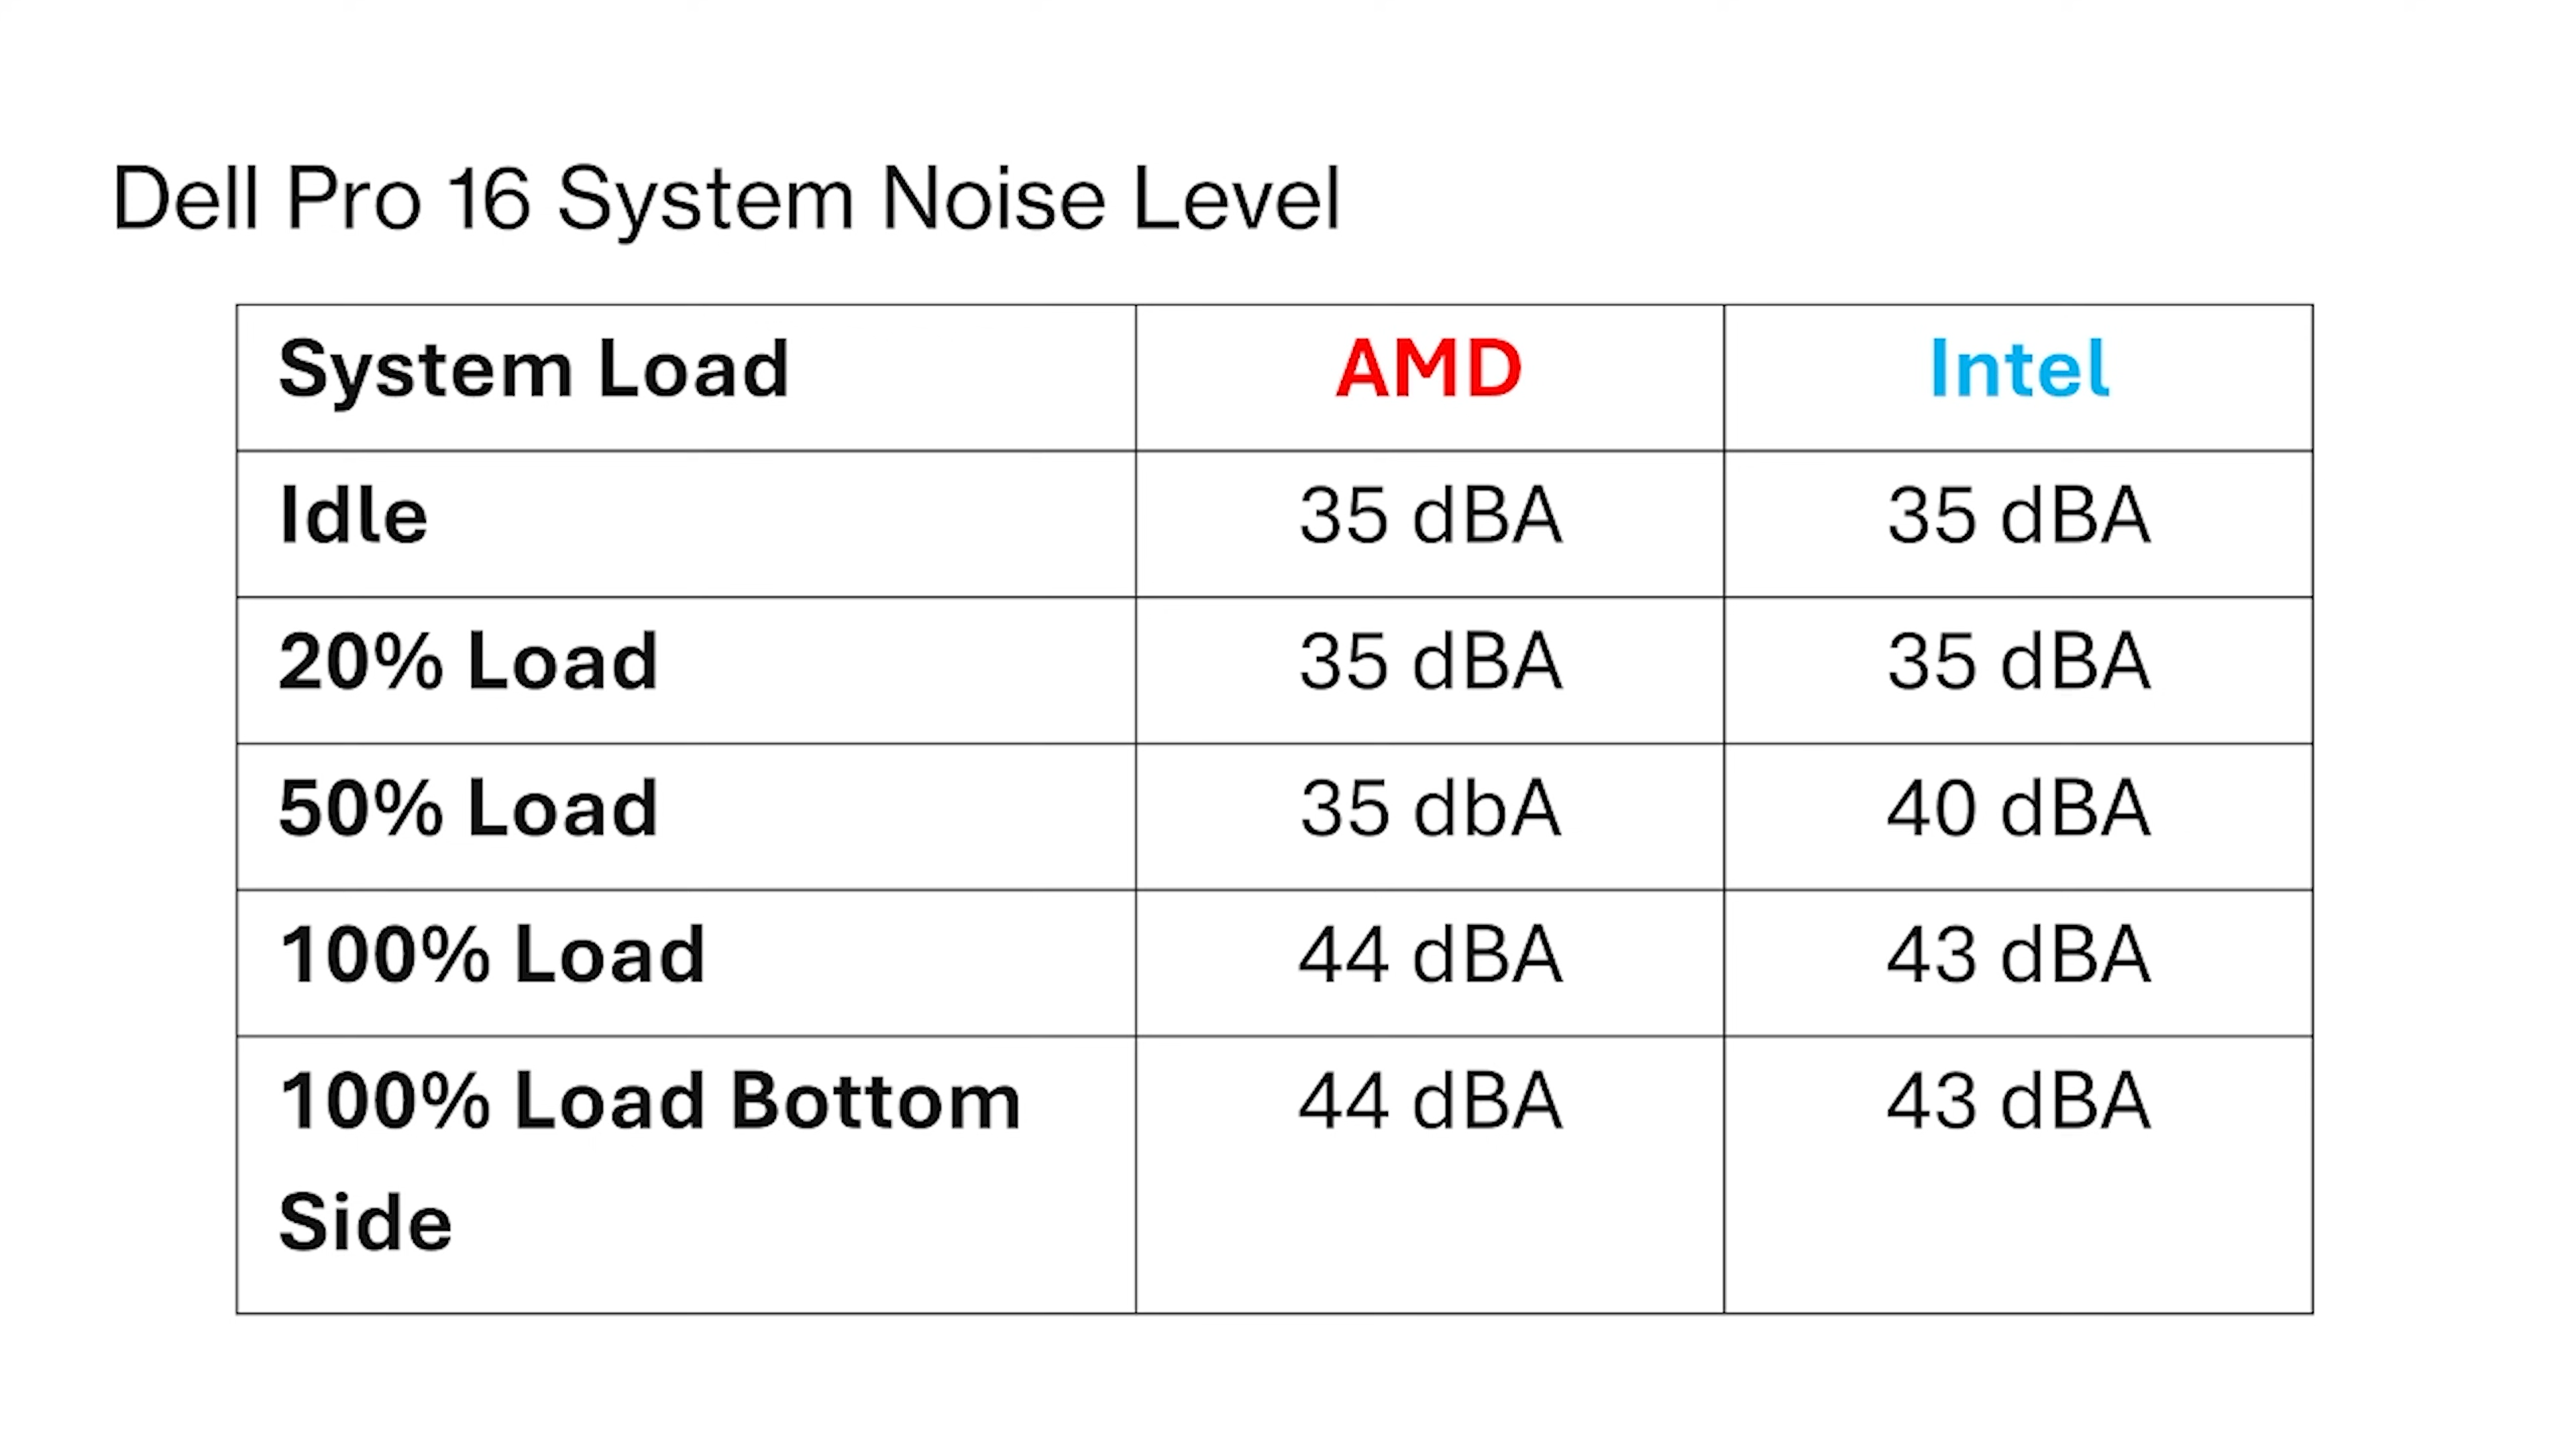 Dell Pro 16 System Noise Level
System Load AMD Intel
Idle 35 dBA 35 dBA
20% Load 35 dBA 35 dBA
50% Load 35 dbA 40 dBA
100% Load 44 dBA 43 dBA
100% Load Bottom 44 dBA 43 dBA
Side